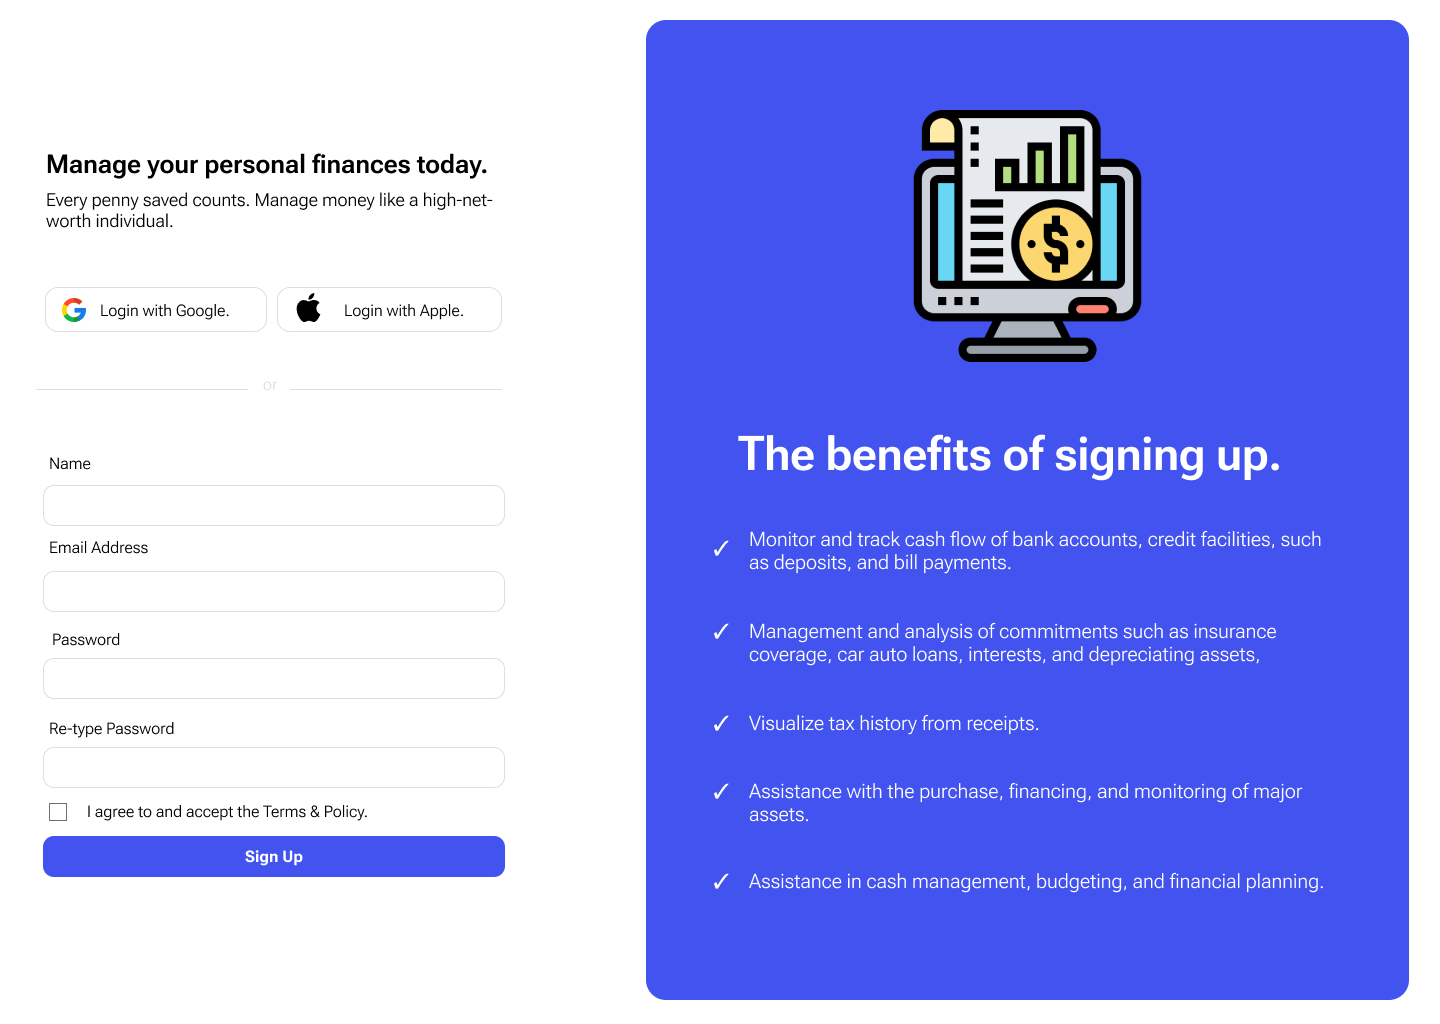 Manage your personal finances today.
Every penny saved counts. Manage money like a high-net-
worth individual.
Login with Google.
Login with Apple.
or
Name
Email Address
Password
Re-type Password
I agree to and accept the Terms & Policy.
Sign Up
The benefits of signing up.
✓ Monitor and track cash flow of bank accounts, credit facilities, such
as deposits, and bill payments.
✓ Management and analysis of commitments such as insurance
coverage, car auto loans, interests, and depreciating assets,
✓ Visualize tax history from receipts.
✓ Assistance with the purchase, financing, and monitoring of major
assets.
✓ Assistance in cash management, budgeting, and financial planning.